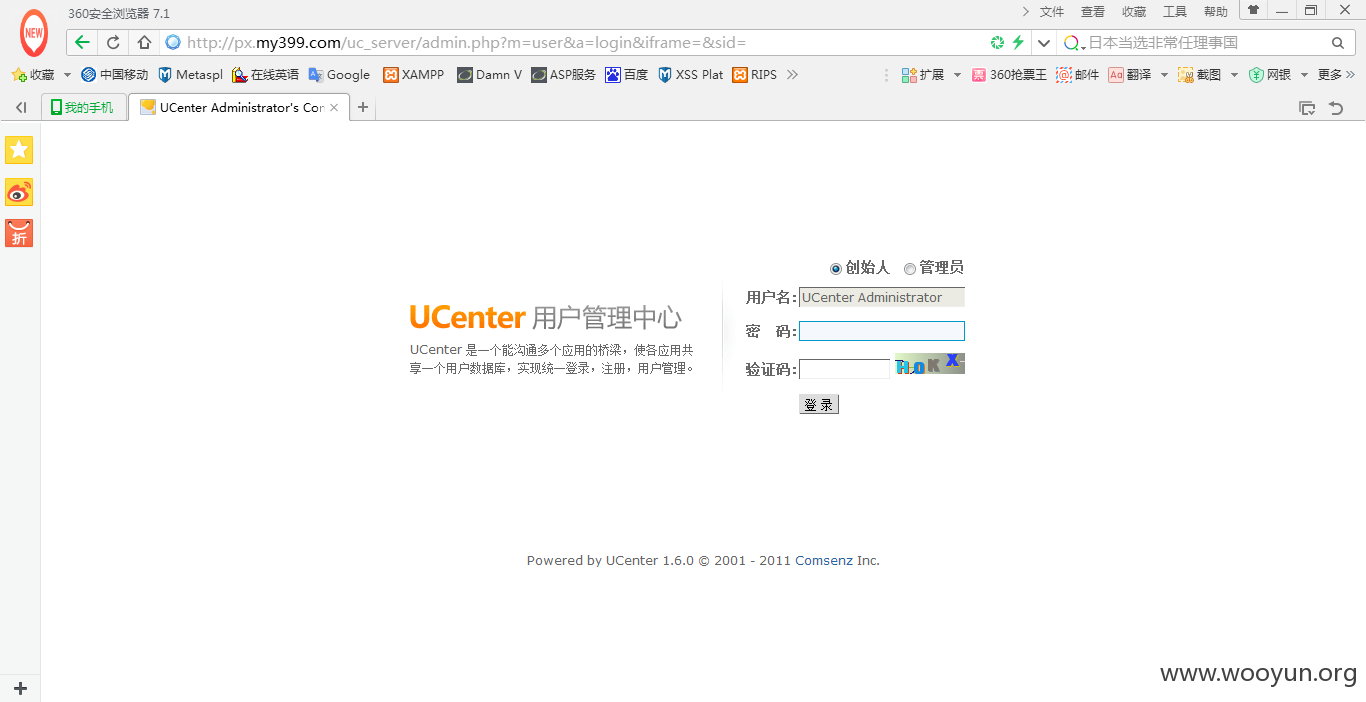 NEW
360安全浏览器 7.1
文件 查看 收藏 工具 帮助
http://px.my399.com/uc_server/admin.php?m=user&a=login&iframe=&sid=
日本当选非常任理事国
收藏 中国移动 Metaspl 在线英语 Google XAMPP Damn V ASP服务 百度 XSS Plat RIPS
扩展 票 360抢票王 邮件 Aa 翻译 截图 网银 更多
我的手机 UCenter Administrator's Con
折
创始人 管理员
用户名: UCenter Administrator
UCenter 用户管理中心
密 码:
UCenter 是一个能沟通多个应用的桥梁，使各应用共
享一个用户数据库，实现统一登录，注册，用户管理。
验证码: HOKX
登 录
Powered by UCenter 1.6.0 © 2001 - 2011 Comsenz Inc.
www.wooyun.org